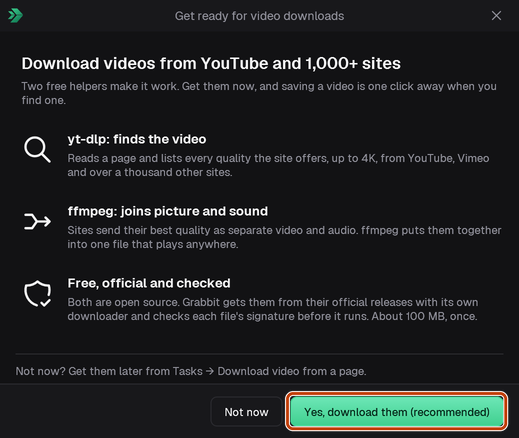 Get ready for video downloads
Download videos from YouTube and 1,000+ sites
Two free helpers make it work. Get them now, and saving a video is one click away when you
find one.
yt-dlp: finds the video
Reads a page and lists every quality the site offers, up to 4K, from YouTube, Vimeo
and over a thousand other sites.
ffmpeg: joins picture and sound
Sites send their best quality as separate video and audio. ffmpeg puts them together
into one file that plays anywhere.
Free, official and checked
Both are open source. Grabbit gets them from their official releases with its own
downloader and checks each file's signature before it runs. About 100 MB, once.
Not now? Get them later from Tasks → Download video from a page.
Not now
Yes, download them (recommended)